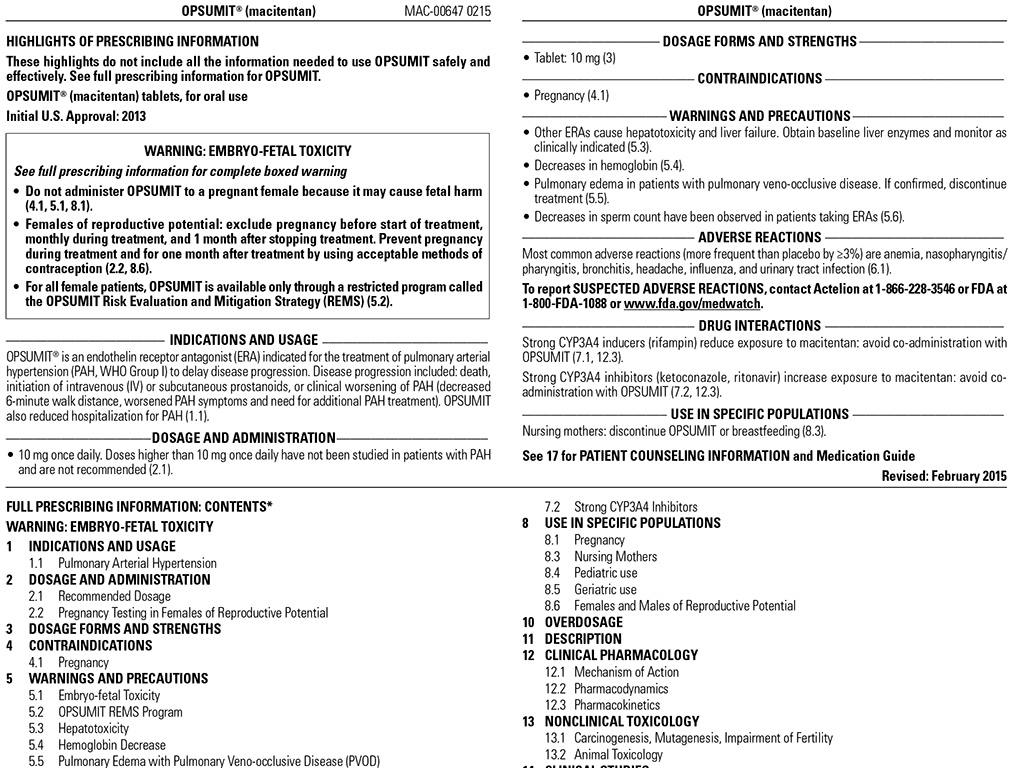 OPSUMIT® (macitentan) MAC-00647 0215
HIGHLIGHTS OF PRESCRIBING INFORMATION
These highlights do not include all the information needed to use OPSUMIT safely and
effectively. See full prescribing information for OPSUMIT.
OPSUMIT® (macitentan) tablets, for oral use
Initial U.S. Approval: 2013
WARNING: EMBRYO-FETAL TOXICITY
See full prescribing information for complete boxed warning
• Do not administer OPSUMIT to a pregnant female because it may cause fetal harm
(4.1, 5.1, 8.1).
• Females of reproductive potential: exclude pregnancy before start of treatment,
monthly during treatment, and 1 month after stopping treatment. Prevent pregnancy
during treatment and for one month after treatment by using acceptable methods of
contraception (2.2, 8.6).
• For all female patients, OPSUMIT is available only through a restricted program called
the OPSUMIT Risk Evaluation and Mitigation Strategy (REMS) (5.2).
INDICATIONS AND USAGE
OPSUMIT® is an endothelin receptor antagonist (ERA) indicated for the treatment of pulmonary arterial
hypertension (PAH, WHO Group I) to delay disease progression. Disease progression included: death,
initiation of intravenous (IV) or subcutaneous prostanoids, or clinical worsening of PAH (decreased
6-minute walk distance, worsened PAH symptoms and need for additional PAH treatment). OPSUMIT
also reduced hospitalization for PAH (1.1).
DOSAGE AND ADMINISTRATION
• 10 mg once daily. Doses higher than 10 mg once daily have not been studied in patients with PAH
and are not recommended (2.1).
OPSUMIT® (macitentan)
DOSAGE FORMS AND STRENGTHS
• Tablet: 10 mg (3)
CONTRAINDICATIONS
• Pregnancy (4.1)
WARNINGS AND PRECAUTIONS
• Other ERAs cause hepatotoxicity and liver failure. Obtain baseline liver enzymes and monitor as
clinically indicated (5.3).
• Decreases in hemoglobin (5.4).
• Pulmonary edema in patients with pulmonary veno-occlusive disease. If confirmed, discontinue
treatment (5.5).
• Decreases in sperm count have been observed in patients taking ERAs (5.6).
ADVERSE REACTIONS
Most common adverse reactions (more frequent than placebo by ≥3%) are anemia, nasopharyngitis/
pharyngitis, bronchitis, headache, influenza, and urinary tract infection (6.1).
To report SUSPECTED ADVERSE REACTIONS, contact Actelion at 1-866-228-3546 or FDA at
1-800-FDA-1088 or www.fda.gov/medwatch.
DRUG INTERACTIONS
Strong CYP3A4 inducers (rifampin) reduce exposure to macitentan: avoid co-administration with
OPSUMIT (7.1, 12.3).
Strong CYP3A4 inhibitors (ketoconazole, ritonavir) increase exposure to macitentan: avoid co-
administration with OPSUMIT (7.2, 12.3).
USE IN SPECIFIC POPULATIONS
Nursing mothers: discontinue OPSUMIT or breastfeeding (8.3).
See 17 for PATIENT COUNSELING INFORMATION and Medication Guide
Revised: February 2015
FULL PRESCRIBING INFORMATION: CONTENTS*
WARNING: EMBRYO-FETAL TOXICITY
1 INDICATIONS AND USAGE
1.1 Pulmonary Arterial Hypertension
2 DOSAGE AND ADMINISTRATION
2.1 Recommended Dosage
2.2 Pregnancy Testing in Females of Reproductive Potential
3 DOSAGE FORMS AND STRENGTHS
4 CONTRAINDICATIONS
4.1 Pregnancy
5 WARNINGS AND PRECAUTIONS
5.1 Embryo-fetal Toxicity
5.2 OPSUMIT REMS Program
5.3 Hepatotoxicity
5.4 Hemoglobin Decrease
5.5 Pulmonary Edema with Pulmonary Veno-occlusive Disease (PVOD)
7.2 Strong CYP3A4 Inhibitors
8 USE IN SPECIFIC POPULATIONS
8.1 Pregnancy
8.3 Nursing Mothers
8.4 Pediatric use
8.5 Geriatric use
8.6 Females and Males of Reproductive Potential
10 OVERDOSAGE
11 DESCRIPTION
12 CLINICAL PHARMACOLOGY
12.1 Mechanism of Action
12.2 Pharmacodynamics
12.3 Pharmacokinetics
13 NONCLINICAL TOXICOLOGY
13.1 Carcinogenesis, Mutagenesis, Impairment of Fertility
13.2 Animal Toxicology
14 CLINICAL STUDIES